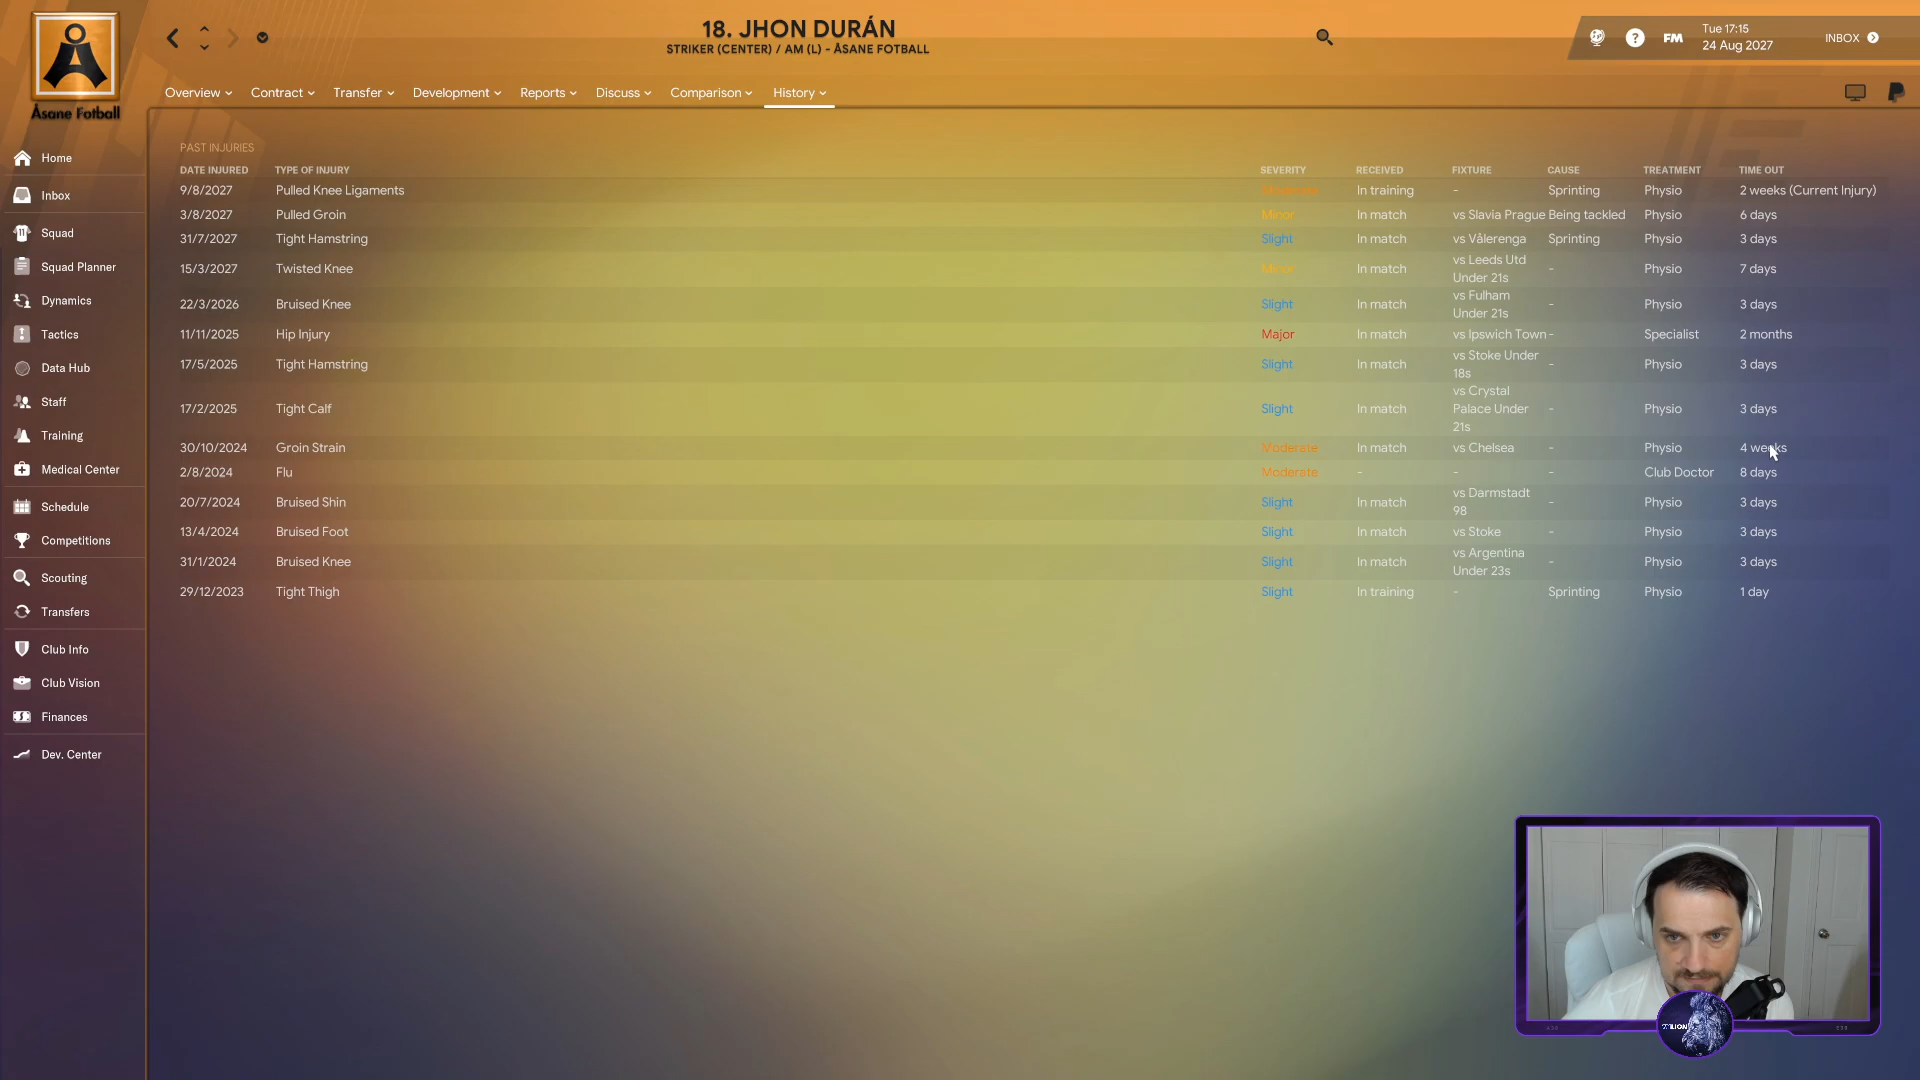 18. JHON DURÁN
STRIKER (CENTER) / AM (L) - ÅSANE FOTBALL
Tue 17:15
24 Aug 2027
INBOX
FM
Åsane Fotball
Overview
Contract
Transfer
Development
Reports
Discuss
Comparison
History
Home
Inbox
Squad
Squad Planner
Dynamics
Tactics
Data Hub
Staff
Training
Medical Center
Schedule
Competitions
Scouting
Transfers
Club Info
Club Vision
Finances
Dev. Center
PAST INJURIES
DATE INJURED TYPE OF INJURY SEVERITY RECEIVED FIXTURE CAUSE TREATMENT TIME OUT
9/8/2027 Pulled Knee Ligaments Moderate In training - Sprinting Physio 2 weeks (Current Injury)
3/8/2027 Pulled Groin Minor In match vs Slavia Prague Being tackled Physio 6 days
31/7/2027 Tight Hamstring Slight In match vs Vålerenga Sprinting Physio 3 days
15/3/2027 Twisted Knee Minor In match vs Leeds Utd Under 21s - Physio 7 days
22/3/2026 Bruised Knee Slight In match vs Fulham Under 21s - Physio 3 days
11/11/2025 Hip Injury Major In match vs Ipswich Town - Specialist 2 months
17/5/2025 Tight Hamstring Slight In match vs Stoke Under 18s - Physio 3 days
17/2/2025 Tight Calf Slight In match vs Crystal Palace Under 21s - Physio 3 days
30/10/2024 Groin Strain Moderate In match vs Chelsea - Physio 4 weeks
2/8/2024 Flu Moderate - - - Club Doctor 8 days
20/7/2024 Bruised Shin Slight In match vs Darmstadt 98 - Physio 3 days
13/4/2024 Bruised Foot Slight In match vs Stoke - Physio 3 days
31/1/2024 Bruised Knee Slight In match vs Argentina Under 23s - Physio 3 days
29/12/2023 Tight Thigh Slight In training - Sprinting Physio 1 day